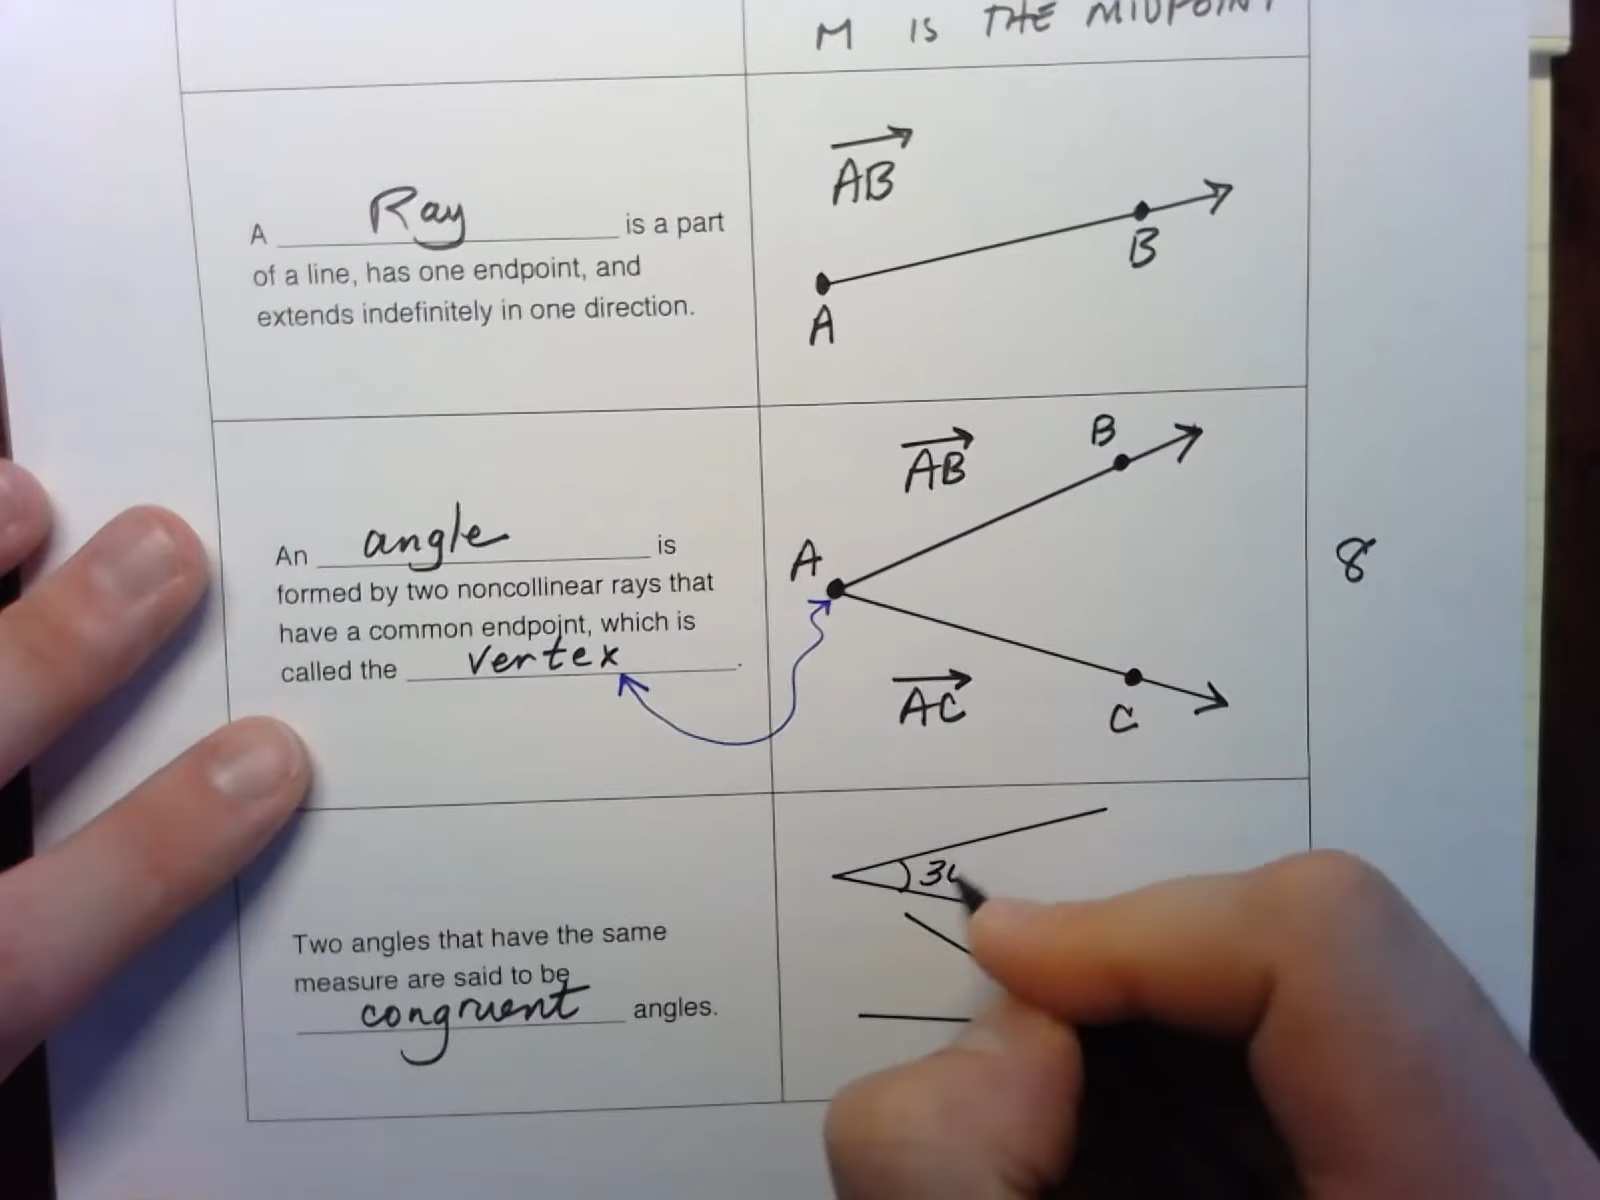 M IS THE MIDPOINT
A Ray is a part
of a line, has one endpoint, and
extends indefinitely in one direction.
AB
A
B
An angle is
formed by two noncollinear rays that
have a common endpoint, which is
called the vertex.
AB
B
A
AC
C
8
Two angles that have the same
measure are said to be
congruent angles.